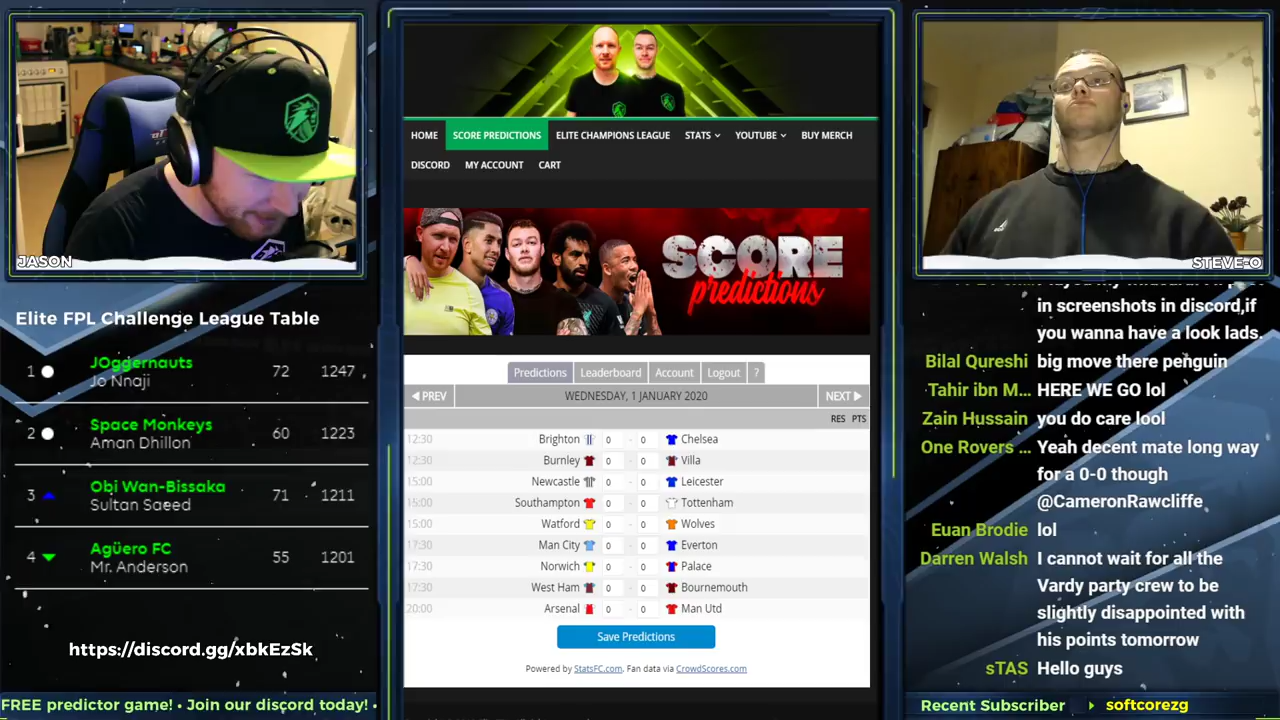 JASON
Elite FPL Challenge League Table
1 JOggernauts 72 1247
Jo Nnaji
2 Space Monkeys 60 1223
Aman Dhillon
3 Obi Wan-Bissaka 71 1211
Sultan Saeed
4 Agüero FC 55 1201
Mr. Anderson
https://discord.gg/xbkEzSk
FREE predictor game! • Join our discord today! •
HOME SCORE PREDICTIONS ELITE CHAMPIONS LEAGUE STATS YOUTUBE BUY MERCH
DISCORD MY ACCOUNT CART
SCORE
predictions
Predictions Leaderboard Account Logout ?
PREV WEDNESDAY, 1 JANUARY 2020 NEXT
RES PTS
12:30 Brighton 0 - 0 Chelsea
12:30 Burnley 0 - 0 Villa
15:00 Newcastle 0 - 0 Leicester
15:00 Southampton 0 - 0 Tottenham
15:00 Watford 0 - 0 Wolves
17:30 Man City 0 - 0 Everton
17:30 Norwich 0 - 0 Palace
17:30 West Ham 0 - 0 Bournemouth
20:00 Arsenal 0 - 0 Man Utd
Save Predictions
Powered by StatsFC.com. Fan data via CrowdScores.com
STEVE-O
in screenshots in discord,if
you wanna have a look lads.
Bilal Qureshi big move there penguin
Tahir ibn M... HERE WE GO lol
Zain Hussain you do care lool
One Rovers ... Yeah decent mate long way
for a 0-0 though
@CameronRawcliffe
Euan Brodie lol
Darren Walsh I cannot wait for all the
Vardy party crew to be
slightly disappointed with
his points tomorrow
sTAS Hello guys
Recent Subscriber softcorezg